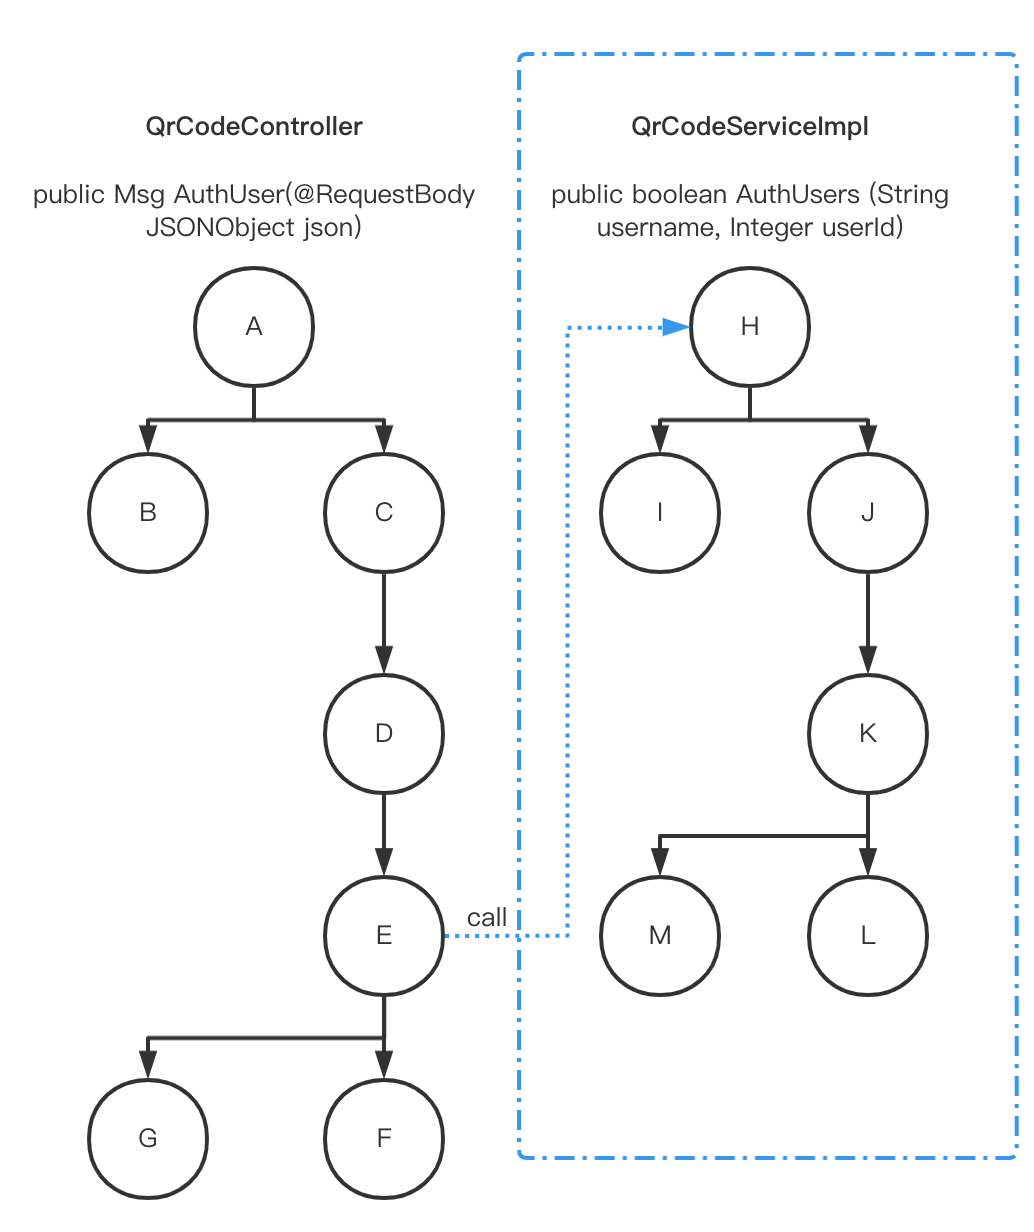 QrCodeController
public Msg AuthUser(@RequestBody
JSONObject json)
A
B
C
D
E
call
G
F
QrCodeServiceImpl
public boolean AuthUsers (String
username, Integer userId)
H
I
J
K
M
L